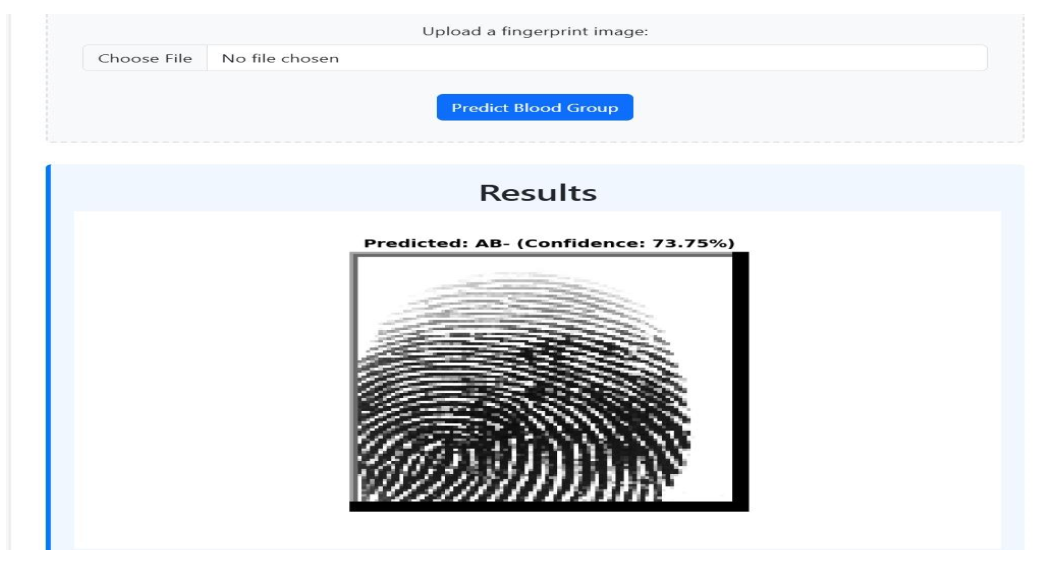 Upload a fingerprint image:
Choose File No file chosen
Predict Blood Group
Results
Predicted: AB- (Confidence: 73.75%)